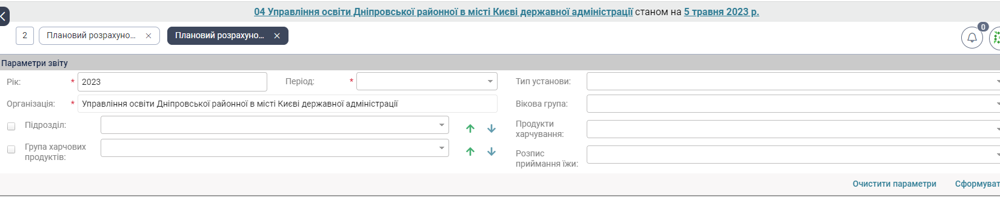 04 Управління освіти Дніпровської районної в місті Києві державної адміністрації станом на 5 травня 2023 р.
2 Плановий розрахуно... × Плановий розрахуно... × 0
Параметри звіту
Рік: * 2023 Період: * Тип установи:
Організація: * Управління освіти Дніпровської районної в місті Києві державної адміністрації Вікова група:
Підрозділ:
Продукти
харчування:
Група харчових
продуктів:
Розпис
приймання їжи:
Очистити параметри Сформуват